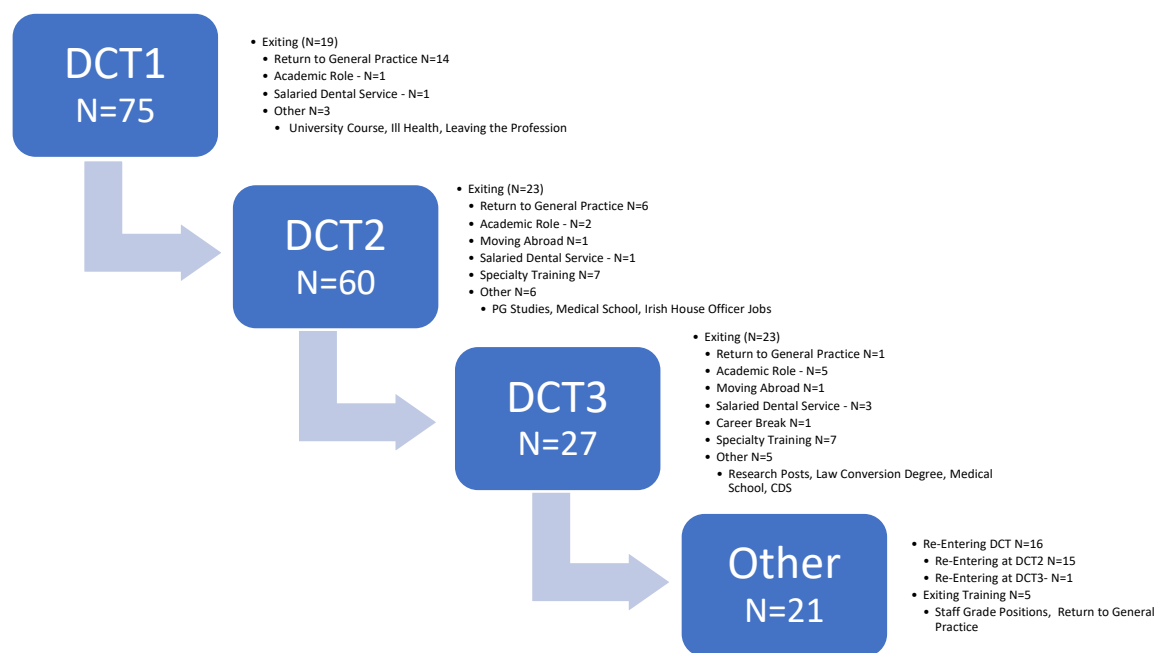 DCT1
N=75
• Exiting (N=19)
• Return to General Practice N=14
• Academic Role - N=1
• Salaried Dental Service - N=1
• Other N=3
• University Course, Ill Health, Leaving the Profession
DCT2
N=60
• Exiting (N=23)
• Return to General Practice N=6
• Academic Role - N=2
• Moving Abroad N=1
• Salaried Dental Service - N=1
• Specialty Training N=7
• Other N=6
• PG Studies, Medical School, Irish House Officer Jobs
DCT3
N=27
• Exiting (N=23)
• Return to General Practice N=1
• Academic Role - N=5
• Moving Abroad N=1
• Salaried Dental Service - N=3
• Career Break N=1
• Specialty Training N=7
• Other N=5
• Research Posts, Law Conversion Degree, Medical
School, CDS
Other
N=21
• Re-Entering DCT N=16
• Re-Entering at DCT2 N=15
• Re-Entering at DCT3- N=1
• Exiting Training N=5
• Staff Grade Positions, Return to General
Practice